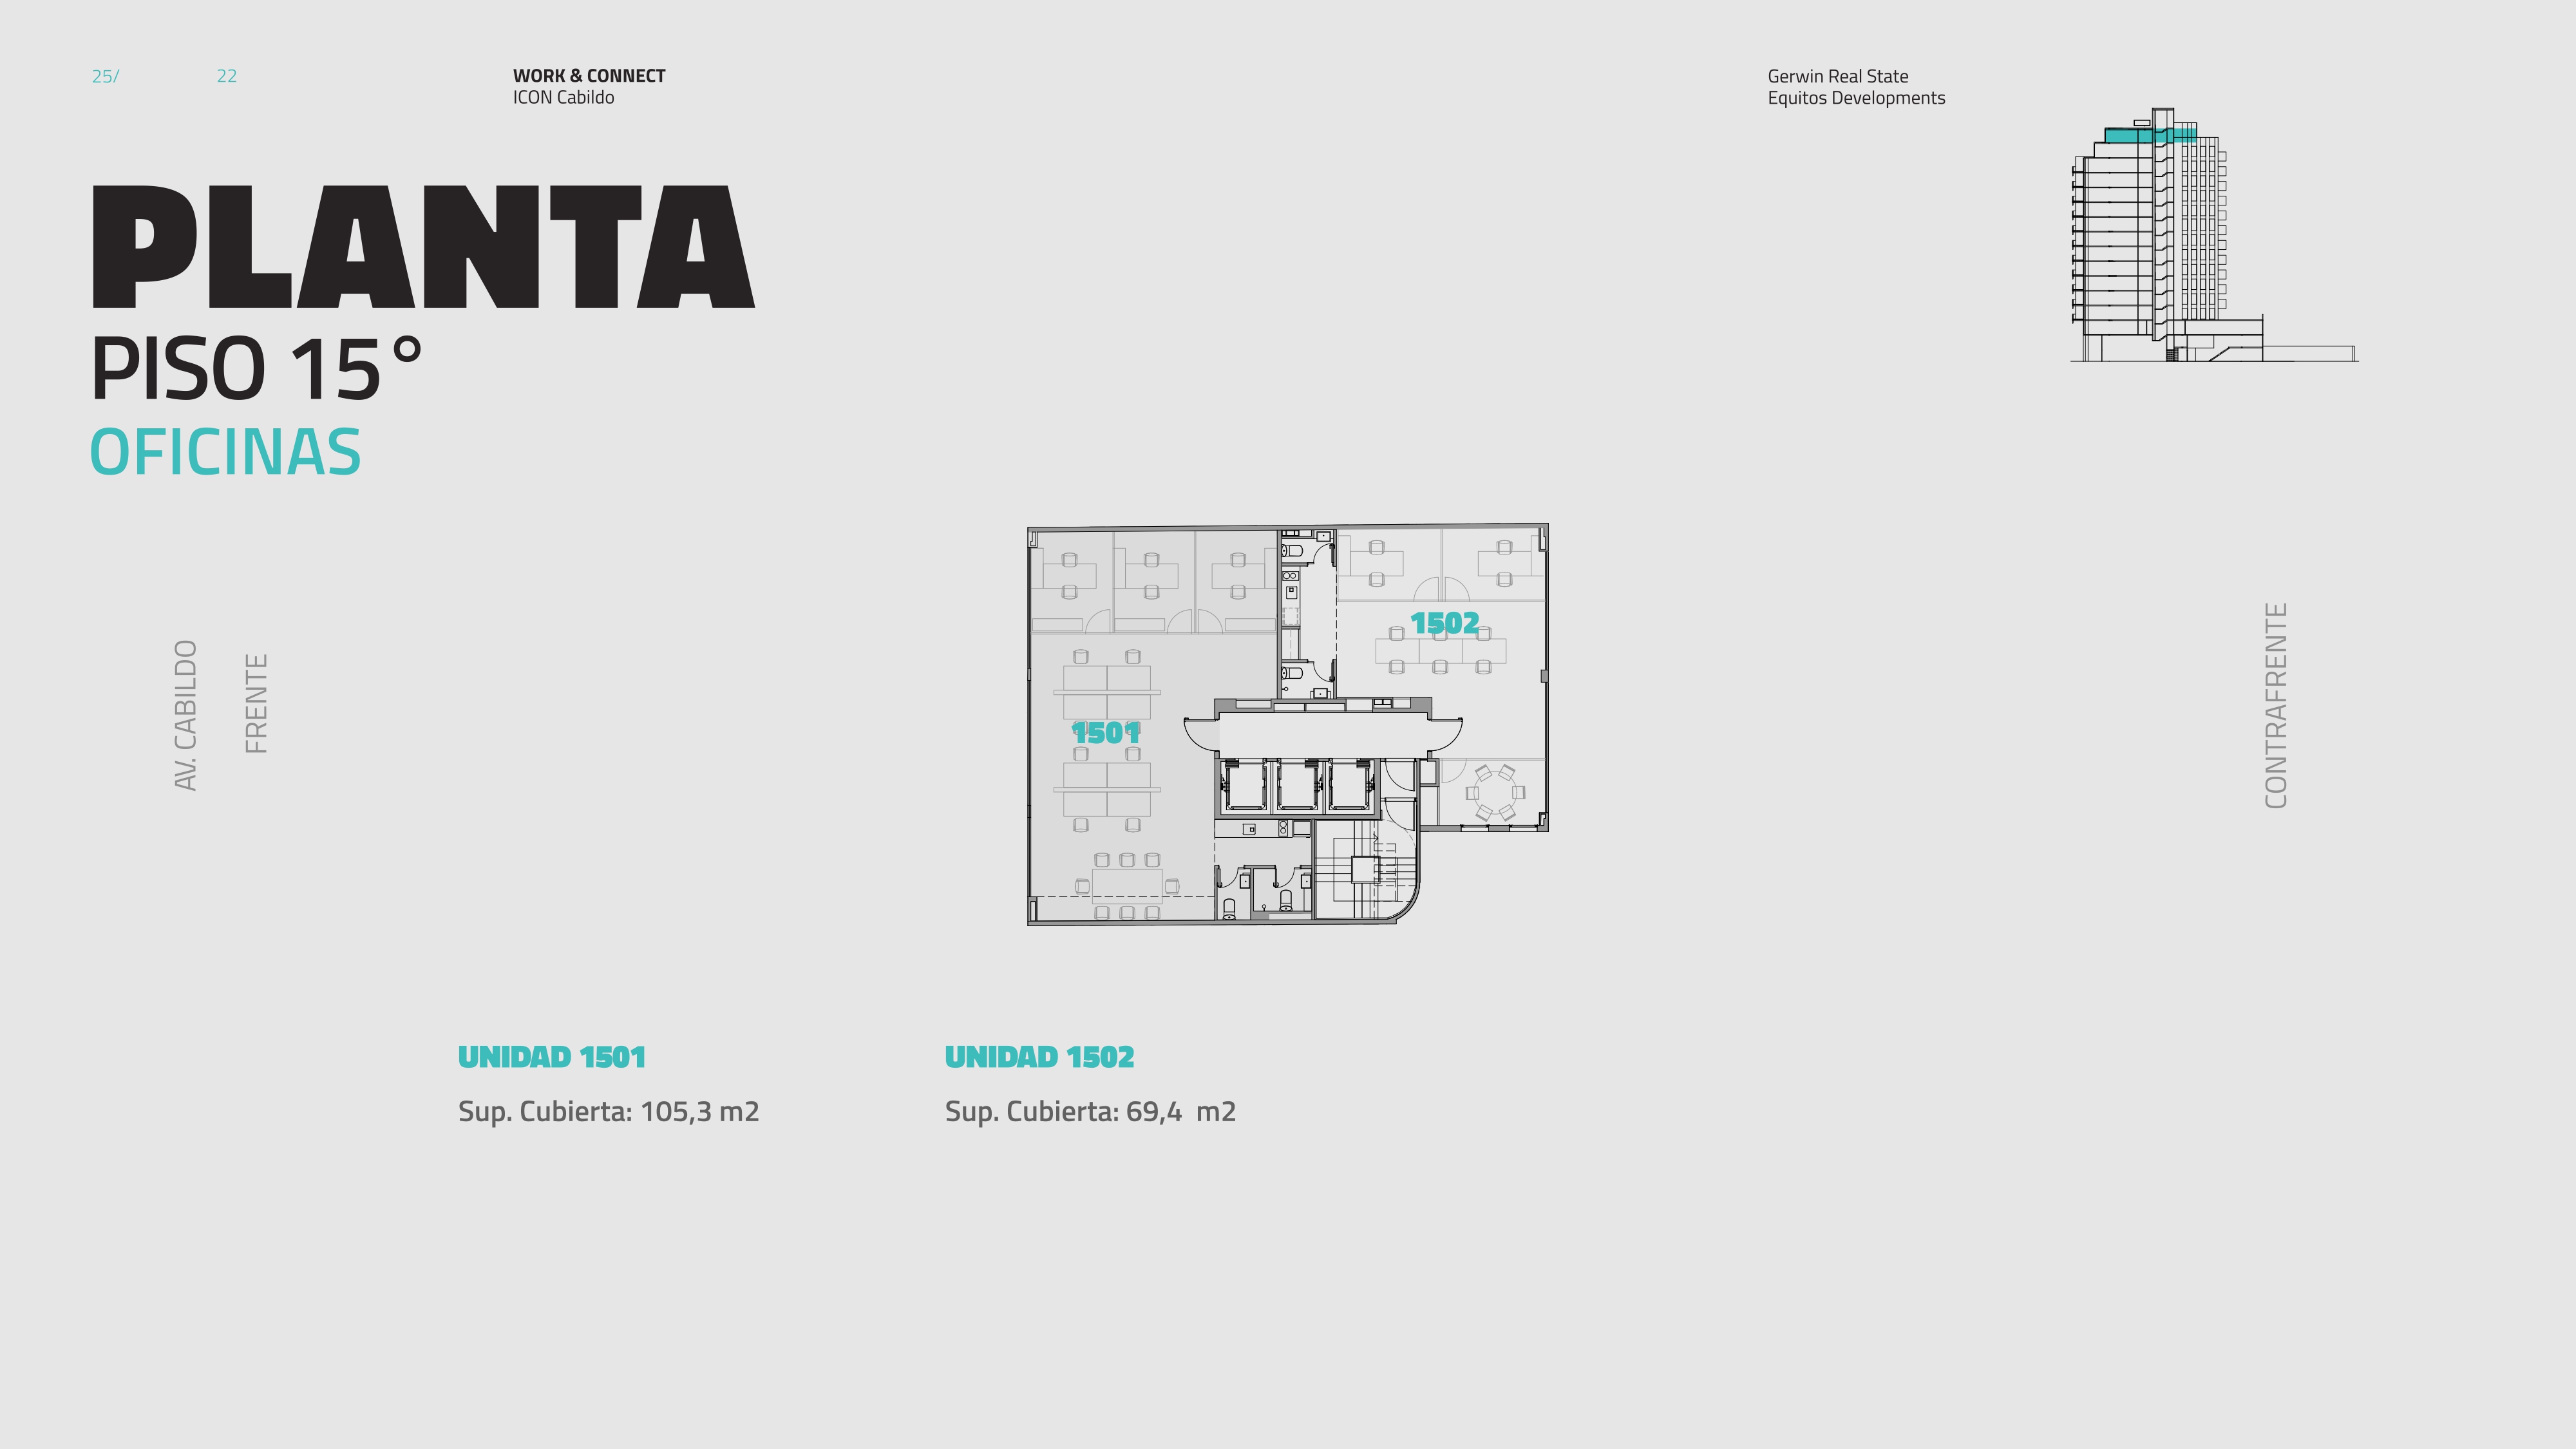 25/ 22
WORK & CONNECT
ICON Cabildo
Gerwin Real State
Equitos Developments
PLANTA
PISO 15°
OFICINAS
AV. CABILDO
FRENTE
1501
1502
CONTRAFRENTE
UNIDAD 1501
Sup. Cubierta: 105,3 m2
UNIDAD 1502
Sup. Cubierta: 69,4 m2